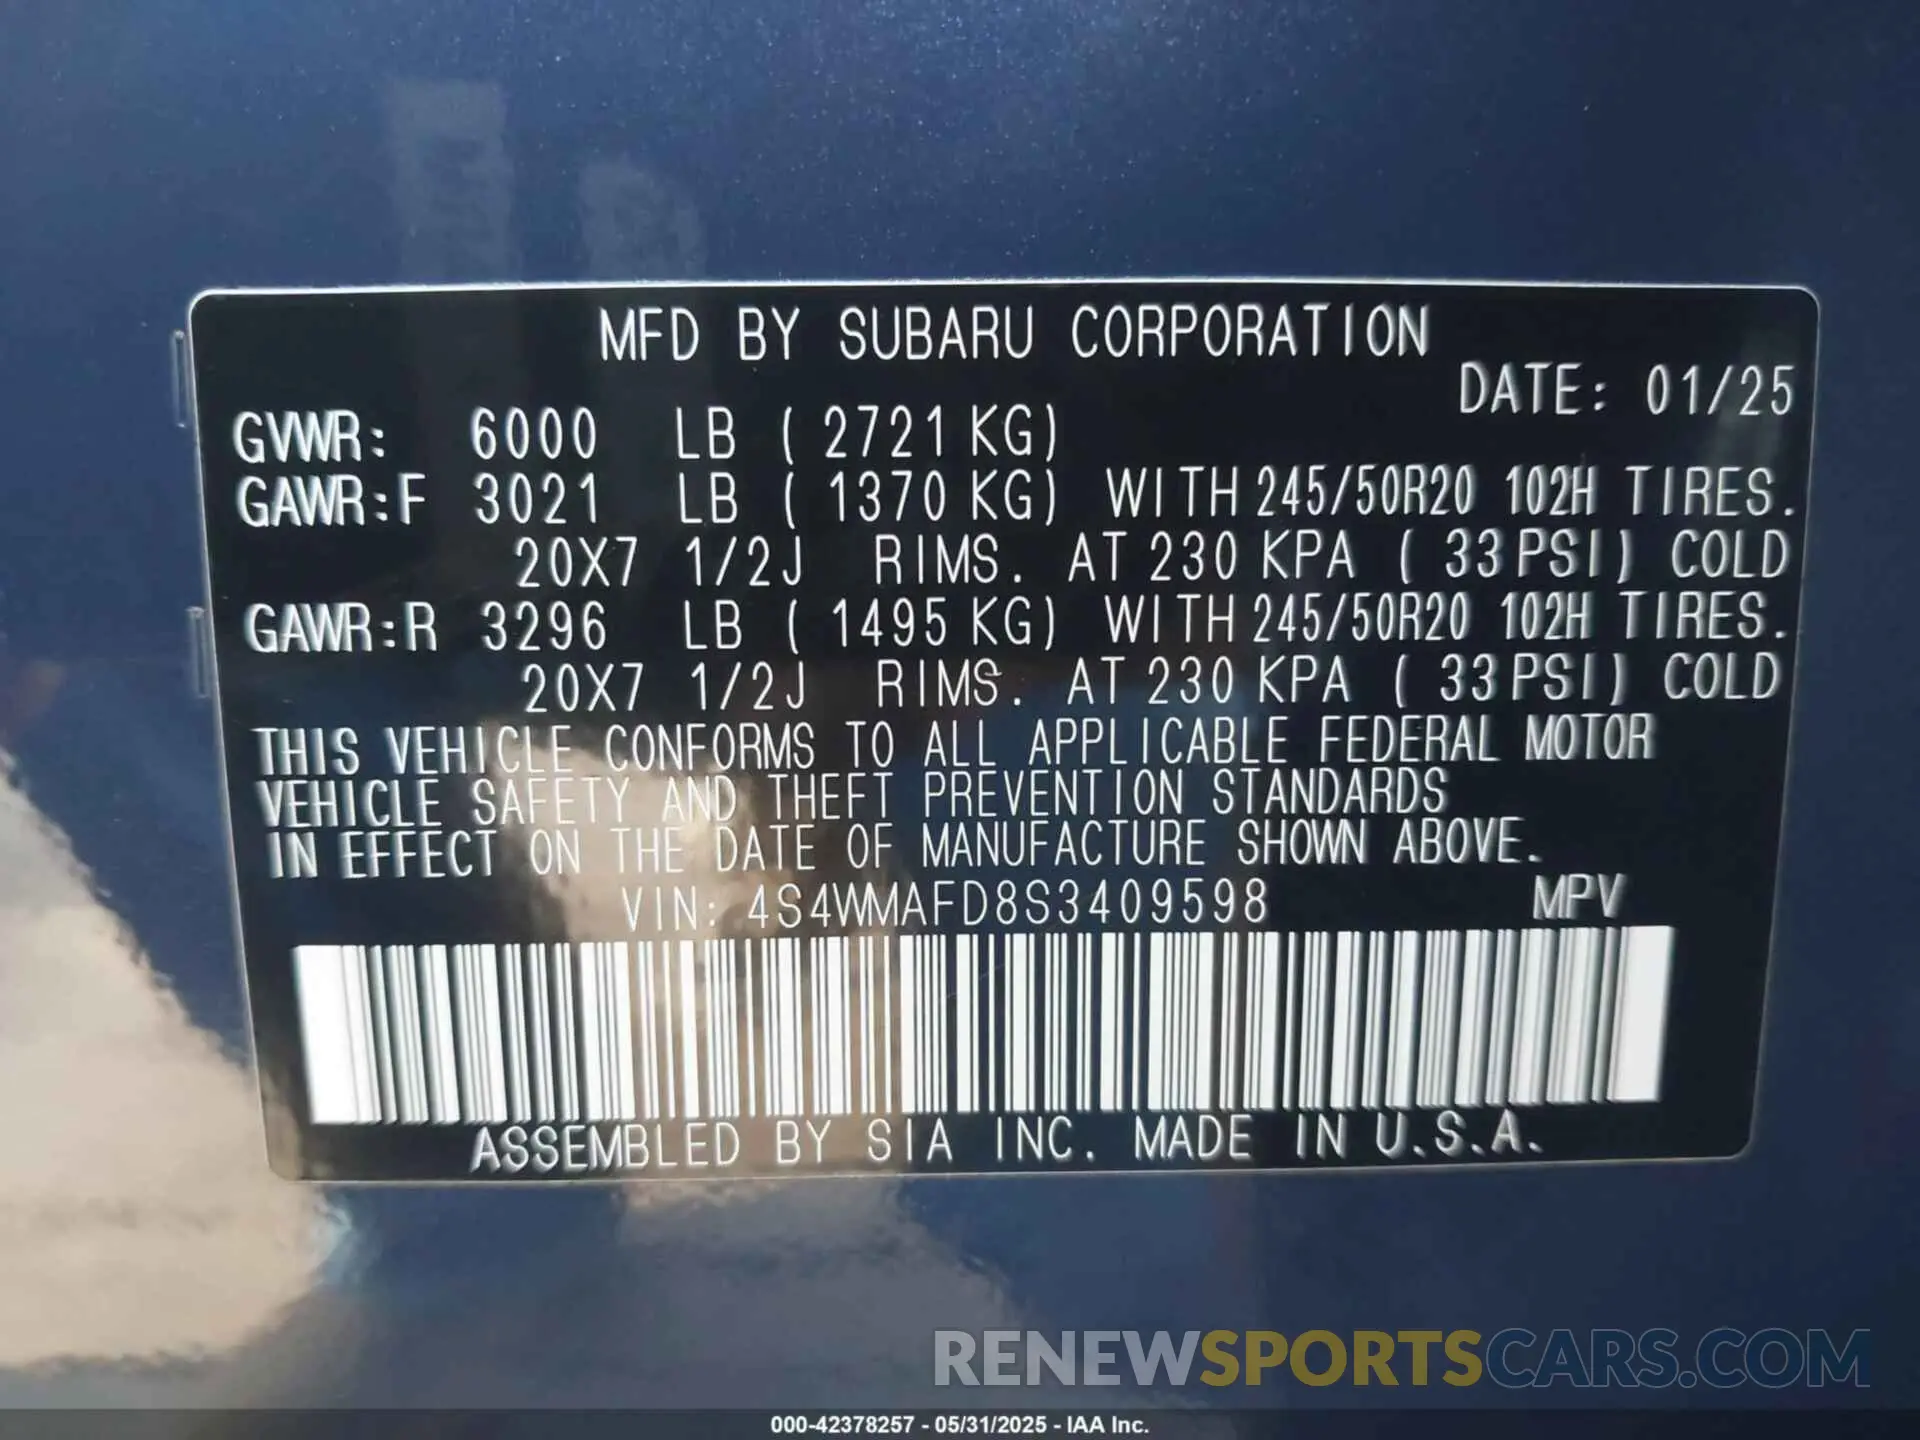 MFD BY SUBARU CORPORATION
DATE: 01/25
GVWR: 6000 LB ( 2721 KG)
GAWR:F 3021 LB ( 1370 KG) WITH 245/50R20 102H TIRES.
20X7 1/2J RIMS. AT 230 KPA ( 33 PSI) COLD
GAWR:R 3296 LB ( 1495 KG) WITH 245/50R20 102H TIRES.
20X7 1/2J RIMS. AT 230 KPA ( 33 PSI) COLD
THIS VEHICLE CONFORMS TO ALL APPLICABLE FEDERAL MOTOR
VEHICLE SAFETY AND THEFT PREVENTION STANDARDS
IN EFFECT ON THE DATE OF MANUFACTURE SHOWN ABOVE.
VIN: 4S4WMAFD8S3409598 MPV
ASSEMBLED BY SIA INC. MADE IN U.S.A.
RENEWSPORTSCARS.COM
000-42378257 - 05/31/2025 - IAA Inc.